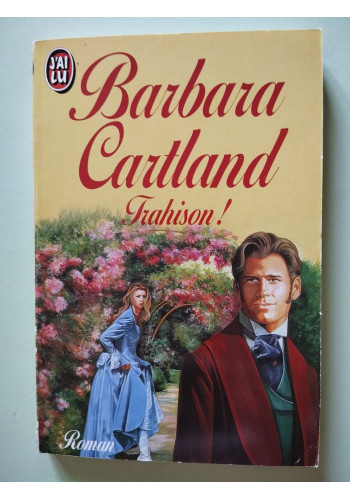 J'AI
LU
Barbara
Cartland
Trahison !
Roman